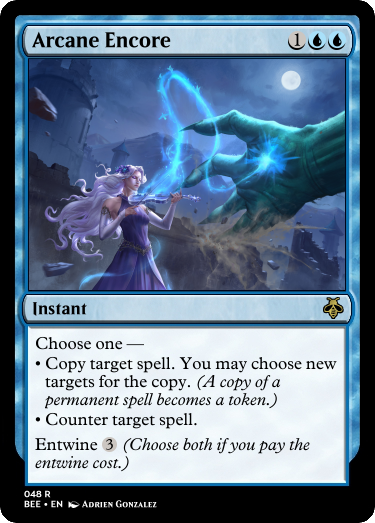 Arcane Encore 1
Instant
Choose one —
• Copy target spell. You may choose new
targets for the copy. (A copy of a
permanent spell becomes a token.)
• Counter target spell.
Entwine 3 (Choose both if you pay the
entwine cost.)
048 R
BEE • EN Adrien Gonzalez